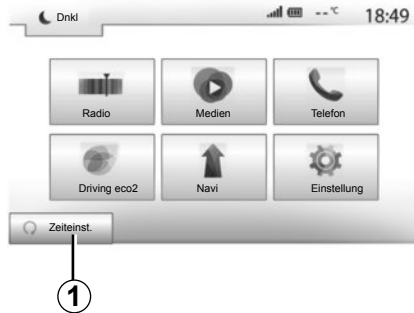 Dnkl
--°C 18:49
Radio Medien Telefon
Driving eco2 Navi Einstellung
Zeiteinst.
1